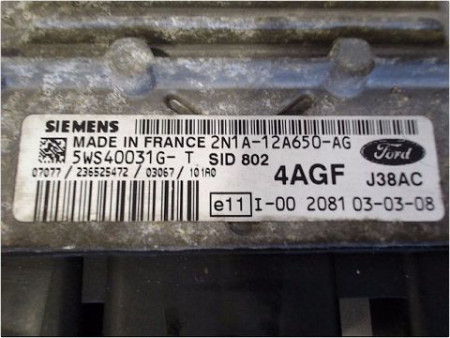 SIEMENS
MADE IN FRANCE 2N1A-12A650-AG
5WS40031G- T SID 802
Ford
07077 / 236525472 / 03067 / 101A0
4AGF J38AC
e11 I-00 2081 03-03-08